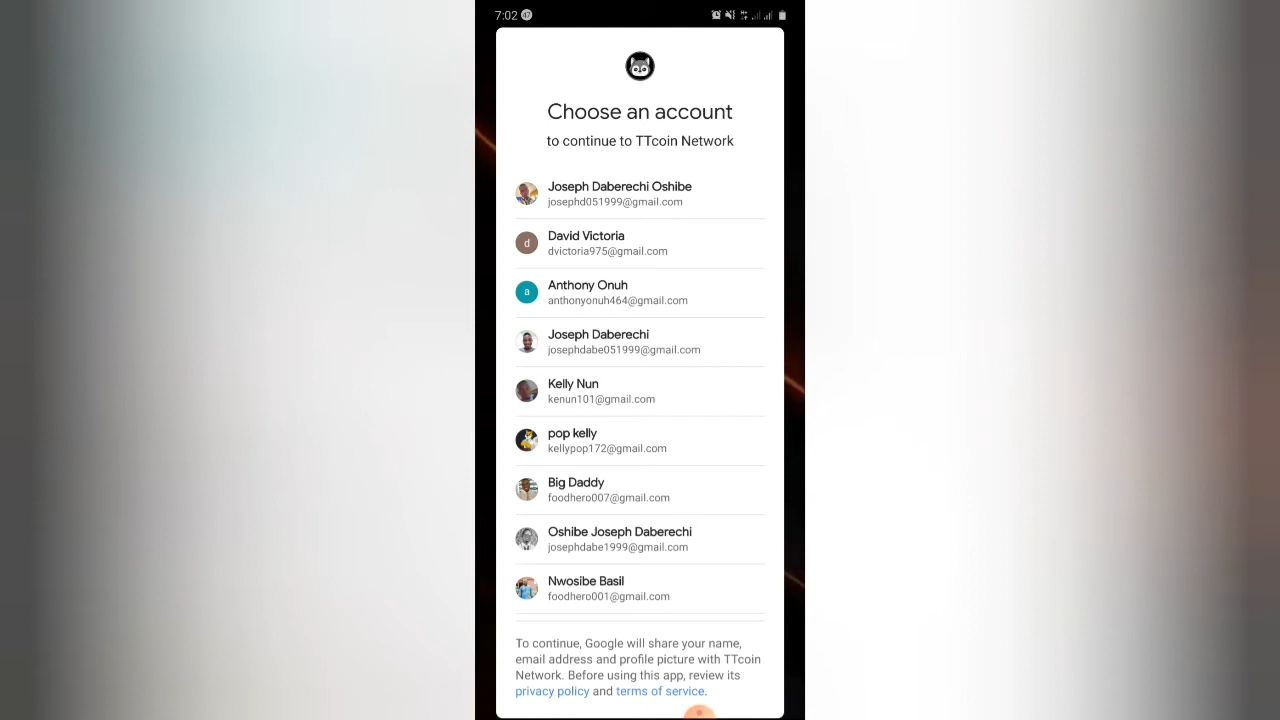 7:02 47
Choose an account
to continue to TTcoin Network
Joseph Daberechi Oshibe
josephd051999@gmail.com
d
David Victoria
dvictoria975@gmail.com
a
Anthony Onuh
anthonyonuh464@gmail.com
Joseph Daberechi
josephdabe051999@gmail.com
Kelly Nun
kenun101@gmail.com
pop kelly
kellypop172@gmail.com
Big Daddy
foodhero007@gmail.com
Oshibe Joseph Daberechi
josephdabe1999@gmail.com
Nwosibe Basil
foodhero001@gmail.com
To continue, Google will share your name,
email address and profile picture with TTcoin
Network. Before using this app, review its
privacy policy and terms of service.